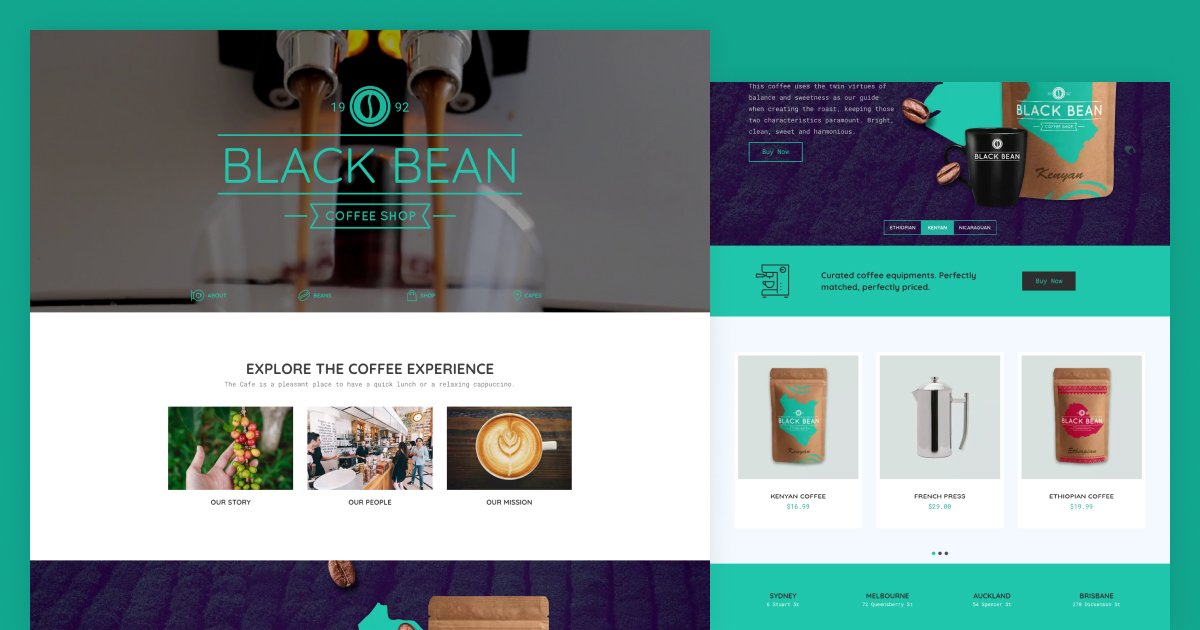 19 92
BLACK BEAN
COFFEE SHOP
ABOUT
BEANS
SHOP
CAFES
EXPLORE THE COFFEE EXPERIENCE
The Cafe is a pleasant place to have a quick lunch or a relaxing cappuccino.
OUR STORY
OUR PEOPLE
OUR MISSION
This coffee uses the twin virtues of
balance and sweetness as our guide
when creating the roast, keeping those
two characteristics paramount. Bright,
clean, sweet and harmonious.
Buy Now
BLACK BEAN
COFFEE SHOP
Kenyan
BLACK BEAN
ETHIOPIAN
KENYAN
NICARAGUAN
Curated coffee equipments. Perfectly
matched, perfectly priced.
Buy Now
BLACK BEAN
Kenyan
BLACK BEAN
Ethiopian
KENYAN COFFEE
$16.99
FRENCH PRESS
$29.00
ETHIOPIAN COFFEE
$19.99
SYDNEY
6 Stuart St
MELBOURNE
72 Queensberry St
AUCKLAND
54 Spencer St
BRISBANE
270 Dickenson St